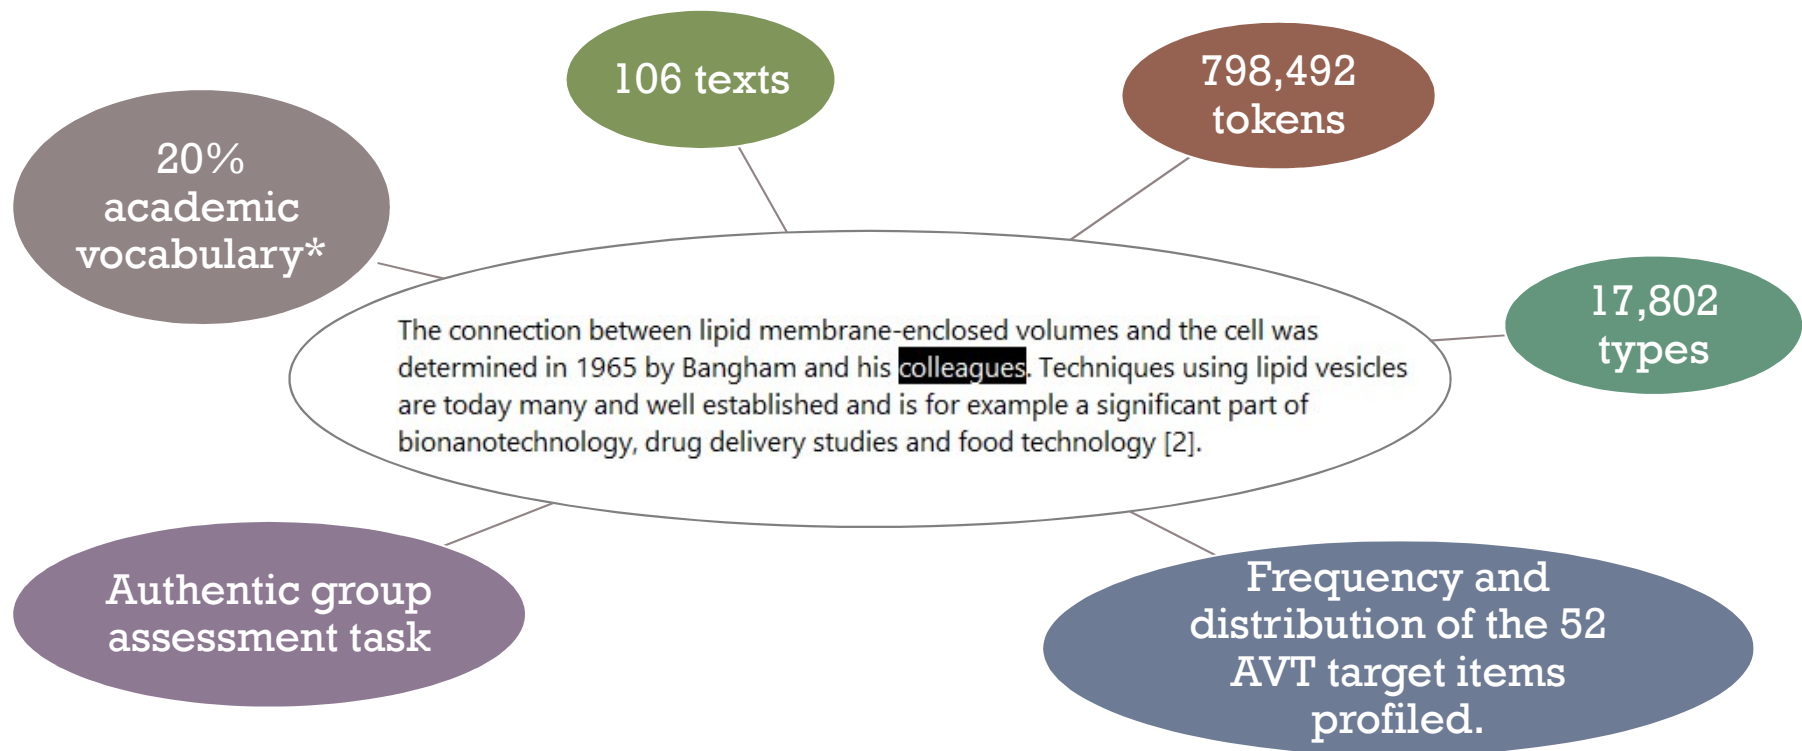 106 texts
798,492
tokens
20%
academic
vocabulary*
17,802
types
The connection between lipid membrane-enclosed volumes and the cell was
determined in 1965 by Bangham and his colleagues. Techniques using lipid vesicles
are today many and well established and is for example a significant part of
bionanotechnology, drug delivery studies and food technology [2].
Authentic group
assessment task
Frequency and
distribution of the 52
AVT target items
profiled.